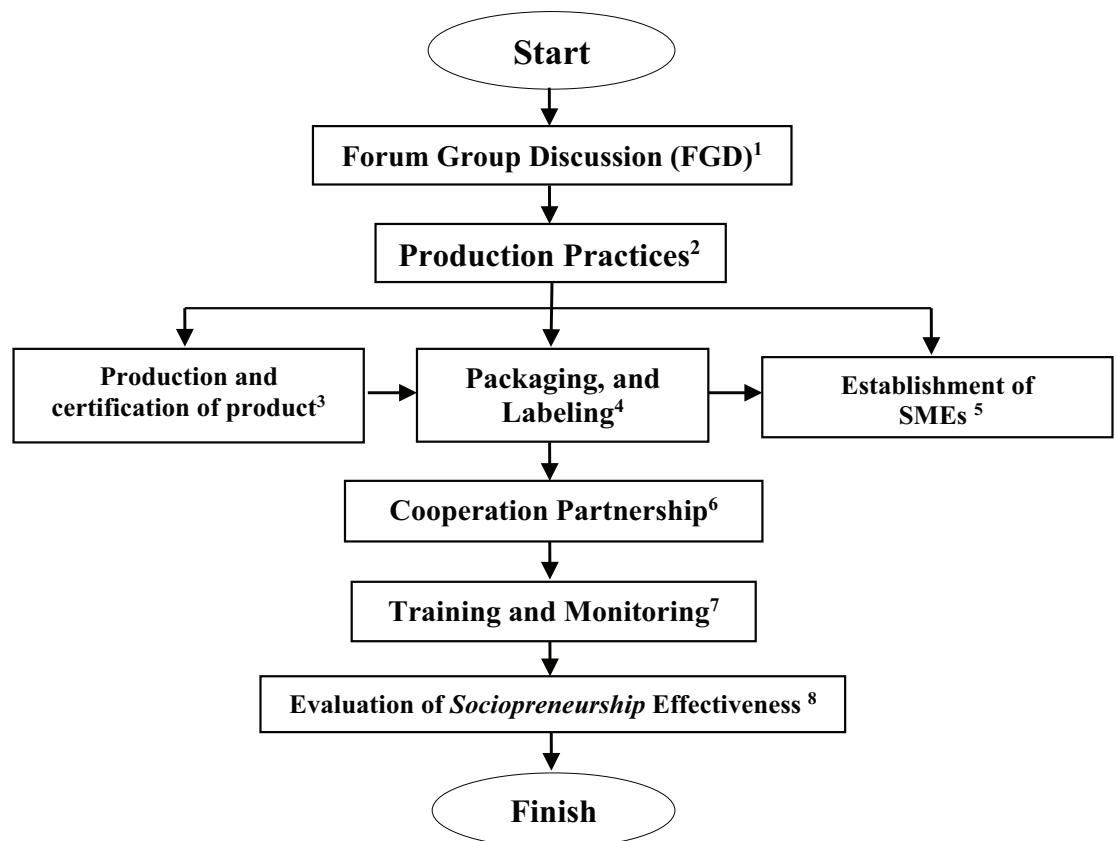 Start
Forum Group Discussion (FGD)¹
Production Practices²
Production and
certification of product³
Packaging, and
Labeling⁴
Establishment of
SMEs ⁵
Cooperation Partnership⁶
Training and Monitoring⁷
Evaluation of Sociopreneurship Effectiveness ⁸
Finish